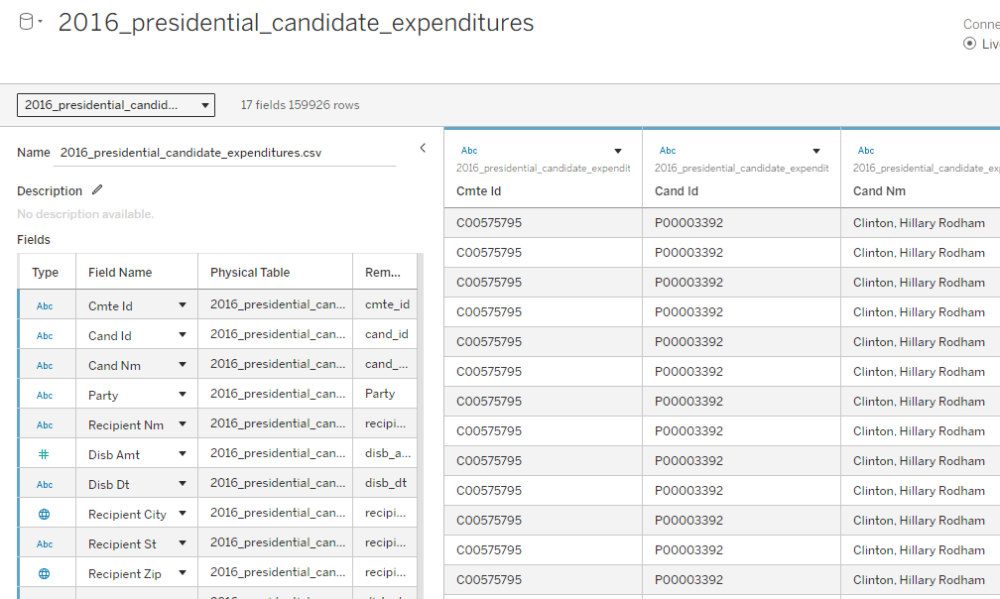 2016_presidential_candidate_expenditures
Conne
Liv
2016_presidential_candid...
17 fields 159926 rows
Name 2016_presidential_candidate_expenditures.csv
Description
No description available.
Fields
Type Field Name Physical Table Rem...
Abc Cmte Id 2016_presidential_can... cmte_id
Abc Cand Id 2016_presidential_can... cand_id
Abc Cand Nm 2016_presidential_can... cand_...
Abc Party 2016_presidential_can... Party
Abc Recipient Nm 2016_presidential_can... recipi...
# Disb Amt 2016_presidential_can... disb_a...
Abc Disb Dt 2016_presidential_can... disb_dt
Recipient City 2016_presidential_can... recipi...
Abc Recipient St 2016_presidential_can... recipi...
Recipient Zip 2016_presidential_can... recipi...
Abc Abc Abc
2016_presidential_candidate_expendit 2016_presidential_candidate_expendit 2016_presidential_candidate_ex
Cmte Id Cand Id Cand Nm
C00575795 P00003392 Clinton, Hillary Rodham
C00575795 P00003392 Clinton, Hillary Rodham
C00575795 P00003392 Clinton, Hillary Rodham
C00575795 P00003392 Clinton, Hillary Rodham
C00575795 P00003392 Clinton, Hillary Rodham
C00575795 P00003392 Clinton, Hillary Rodham
C00575795 P00003392 Clinton, Hillary Rodham
C00575795 P00003392 Clinton, Hillary Rodham
C00575795 P00003392 Clinton, Hillary Rodham
C00575795 P00003392 Clinton, Hillary Rodham
C00575795 P00003392 Clinton, Hillary Rodham
C00575795 P00003392 Clinton, Hillary Rodham
C00575795 P00003392 Clinton, Hillary Rodham